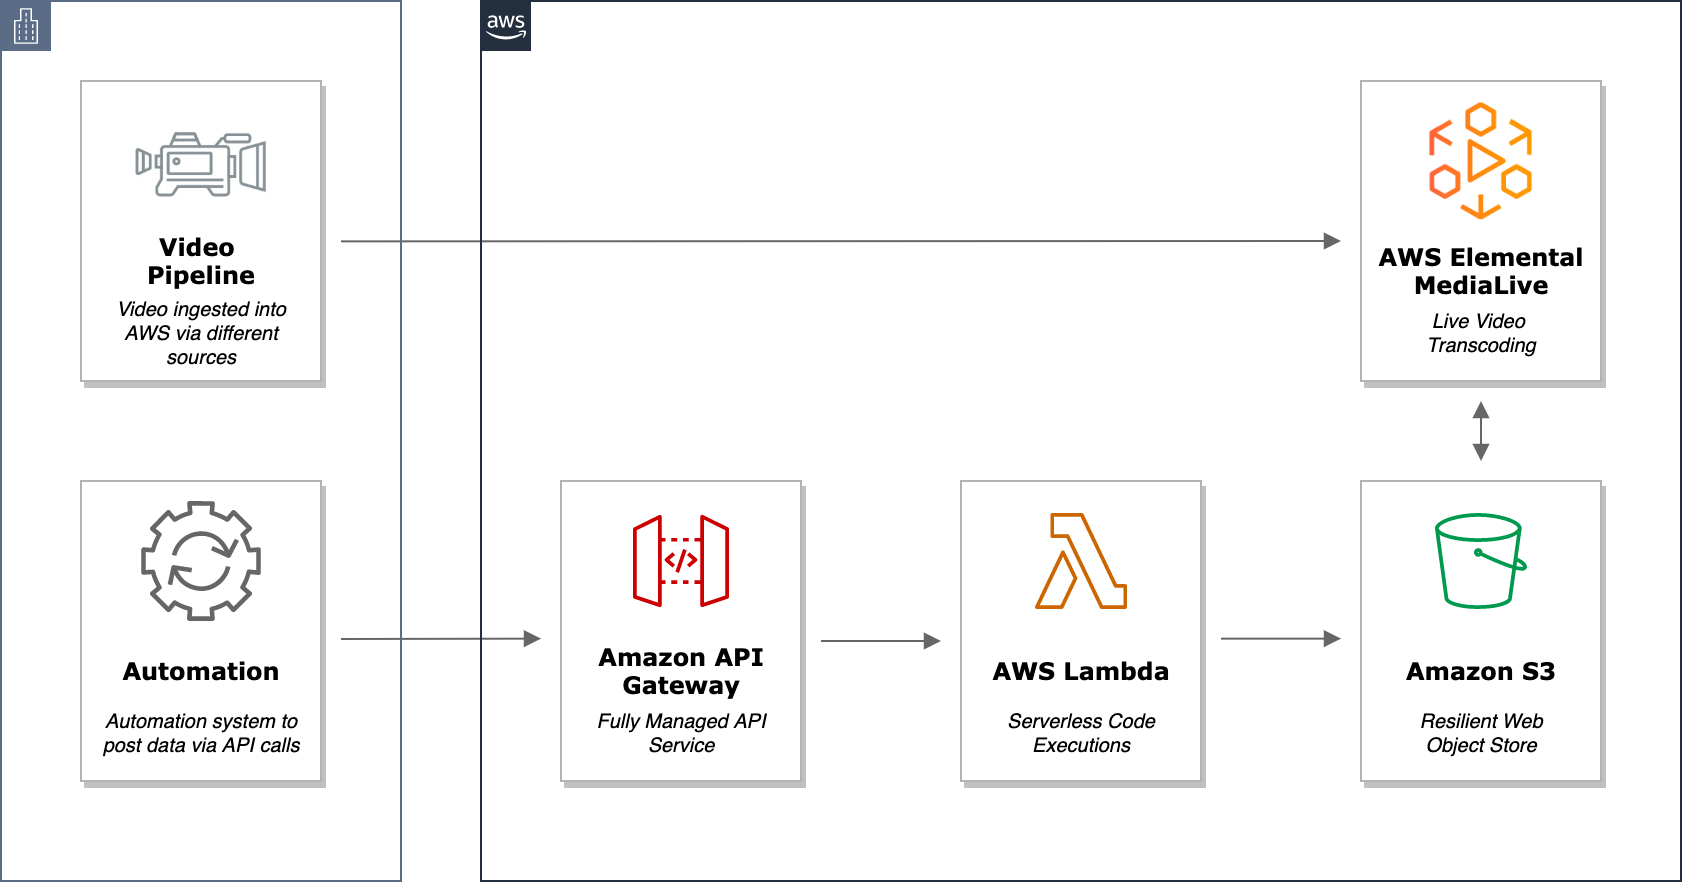 aws
Video
Pipeline
Video ingested into
AWS via different
sources
AWS Elemental
MediaLive
Live Video
Transcoding
Automation
Automation system to
post data via API calls
</>
Amazon API
Gateway
Fully Managed API
Service
AWS Lambda
Serverless Code
Executions
Amazon S3
Resilient Web
Object Store